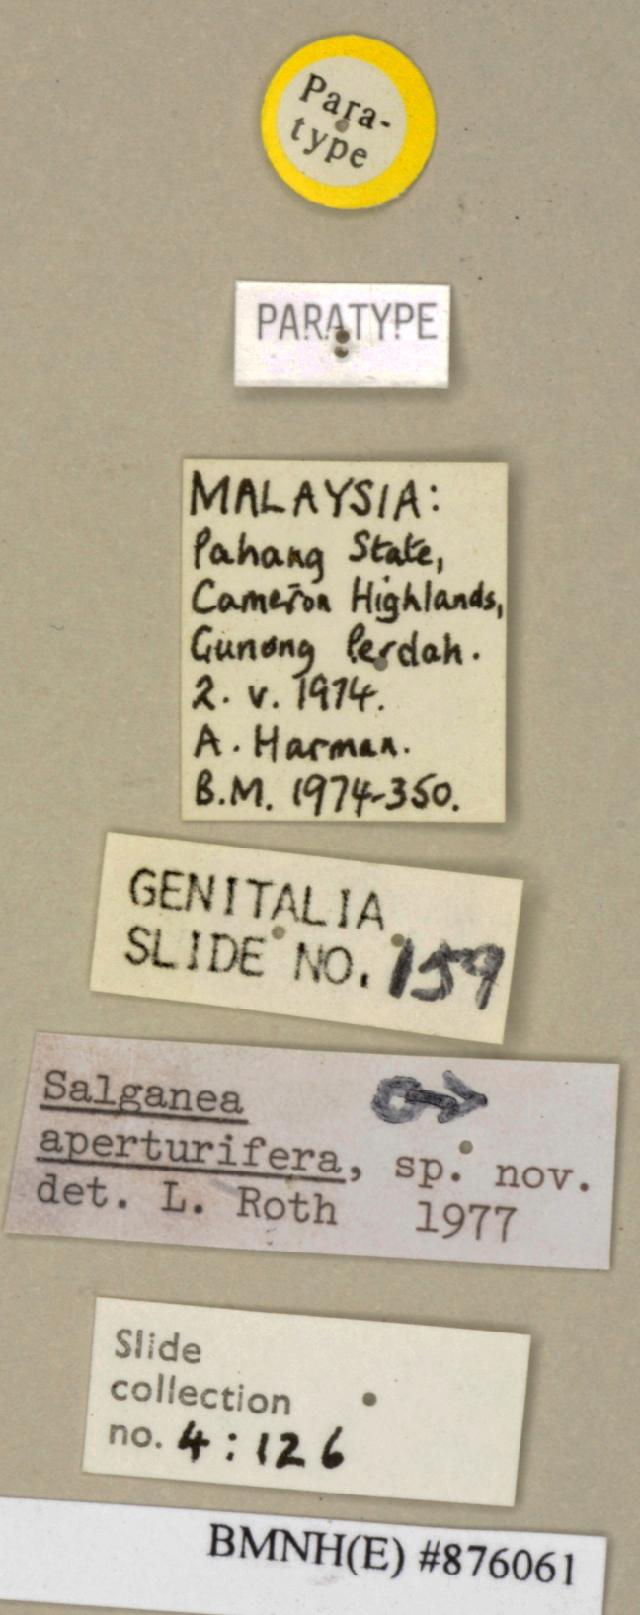 Para-
type
PARATYPE
MALAYSIA:
Pahang State,
Cameron Highlands,
Gunong Perdah.
2. v. 1974.
A. Harman.
B.M. 1974-350.
GENITALIA
SLIDE NO. 159
Salganea ♂
aperturifera, sp. nov.
det. L. Roth 1977
Slide
collection
no. 4:126
BMNH(E) #876061